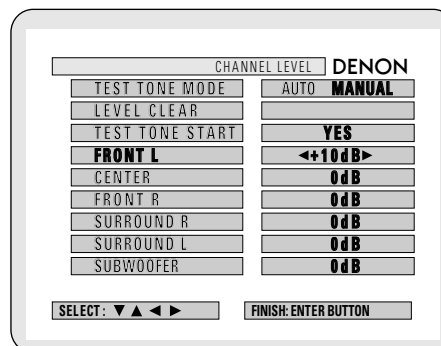 CHANNEL LEVEL DENON
TEST TONE MODE AUTO MANUAL
LEVEL CLEAR
TEST TONE START YES
FRONT L ◄+10dB►
CENTER 0dB
FRONT R 0dB
SURROUND R 0dB
SURROUND L 0dB
SUBWOOFER 0dB
SELECT: ▼ ▲ ◄ ► FINISH: ENTER BUTTON